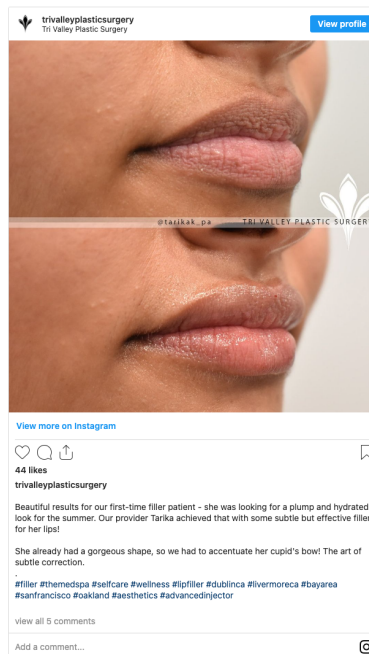 trivalleyplasticsurgery
Tri Valley Plastic Surgery
View profile
@tarikak_pa TRI VALLEY PLASTIC SURGER
View more on Instagram
44 likes
trivalleyplasticsurgery
Beautiful results for our first-time filler patient - she was looking for a plump and hydrated
look for the summer. Our provider Tarika achieved that with some subtle but effective filler
for her lips!
She already had a gorgeous shape, so we had to accentuate her cupid's bow! The art of
subtle correction.
.
#filler #themedspa #selfcare #wellness #lipfiller #dublinca #livermoreca #bayarea
#sanfrancisco #oakland #aesthetics #advancedinjector
view all 5 comments
Add a comment...